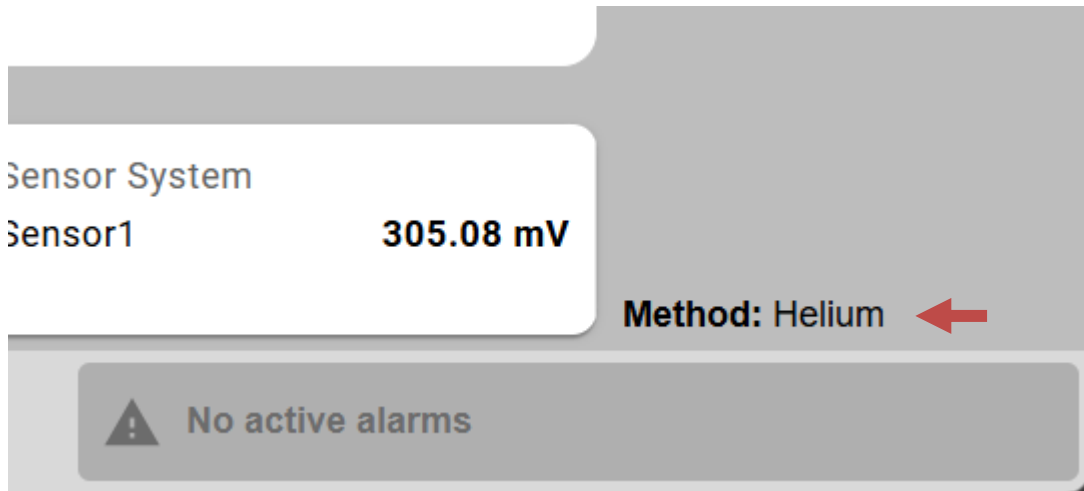 Sensor System
Sensor1 305.08 mV
Method: Helium
No active alarms